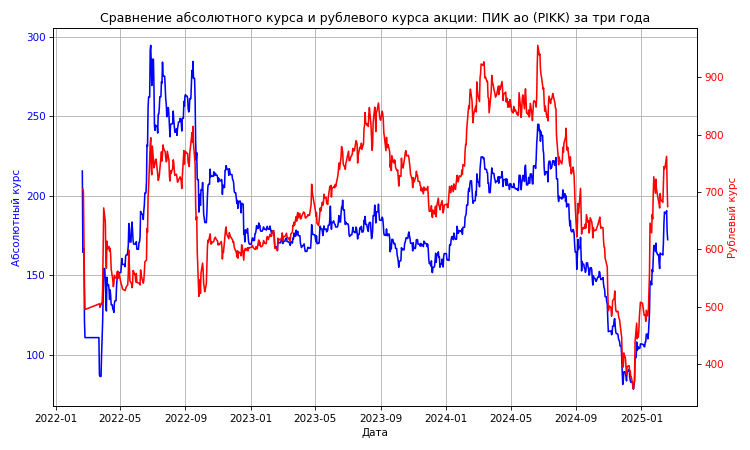 Сравнение абсолютного курса и рублевого курса акции: ПИК ао (PIKK) за три года
300
250
200
150
100
Абсолютный курс
900
800
700
600
500
400
Рублевый курс
2022-01 2022-05 2022-09 2023-01 2023-05 2023-09 2024-01 2024-05 2024-09 2025-01
Дата